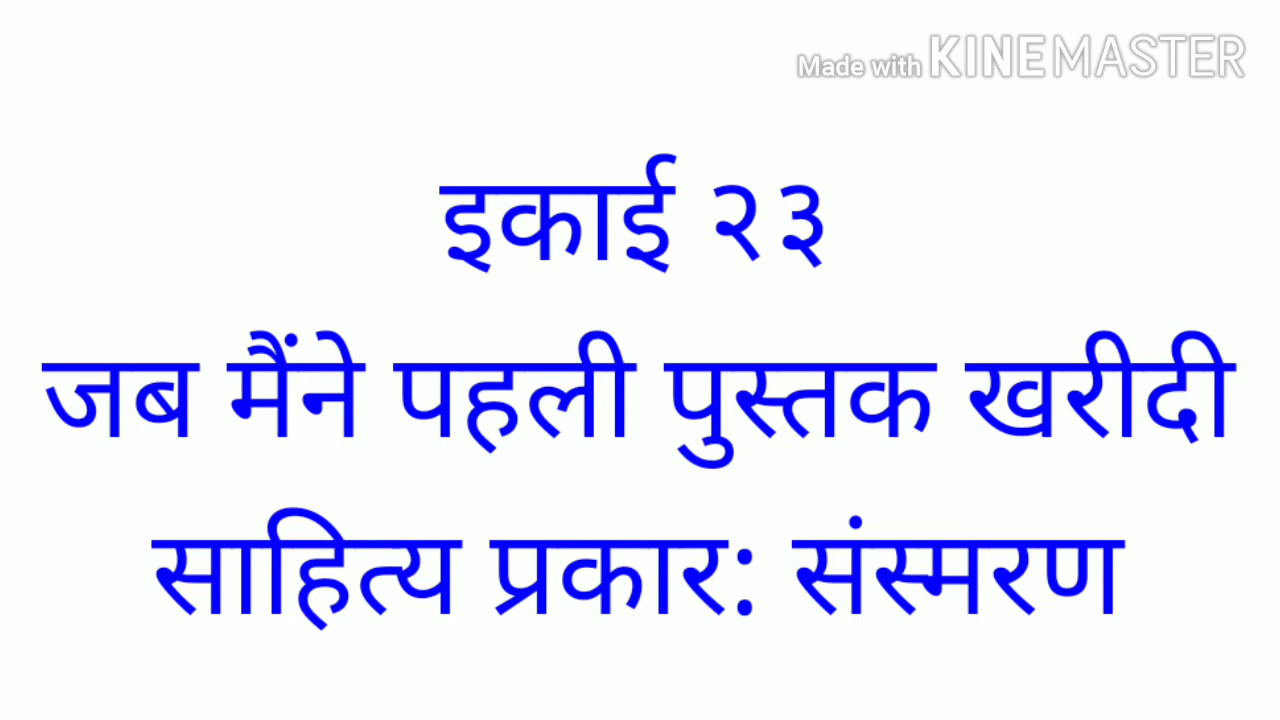 Made with KINEMASTER
इकाई २३
जब मैंने पहली पुस्तक खरीदी
साहित्य प्रकार: संस्मरण